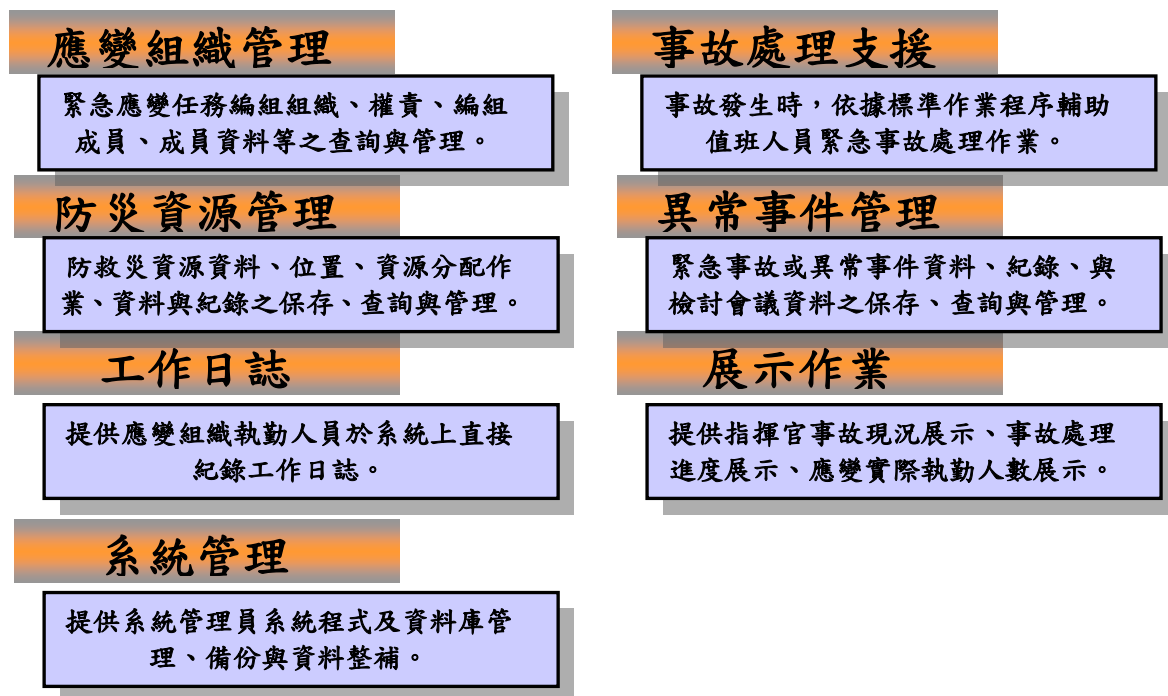 應變組織管理
緊急應變任務編組組織、權責、編組
成員、成員資料等之查詢與管理。
防災資源管理
防救災資源資料、位置、資源分配作
業、資料與紀錄之保存、查詢與管理。
工作日誌
提供應變組織執勤人員於系統上直接
紀錄工作日誌。
系統管理
提供系統管理員系統程式及資料庫管
理、備份與資料整補。
事故處理支援
事故發生時，依據標準作業程序輔助
值班人員緊急事故處理作業。
異常事件管理
緊急事故或異常事件資料、紀錄、與
檢討會議資料之保存、查詢與管理。
展示作業
提供指揮官事故現況展示、事故處理
進度展示、應變實際執勤人數展示。